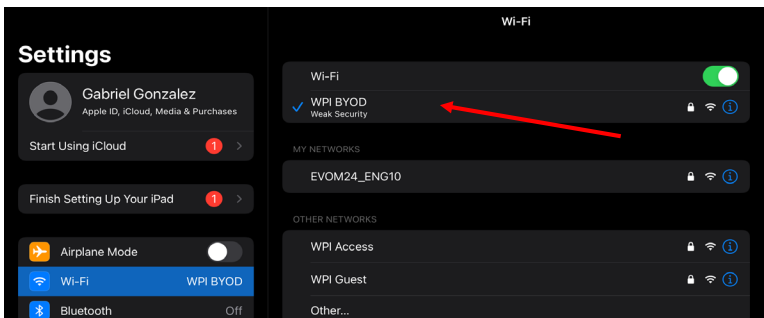 Wi-Fi
Settings
Gabriel Gonzalez
Apple ID, iCloud, Media & Purchases
Start Using iCloud 1
Finish Setting Up Your iPad 1
Airplane Mode
Wi-Fi WPI BYOD
Bluetooth Off
Wi-Fi
WPI BYOD
Weak Security
MY NETWORKS
EVOM24_ENG10
OTHER NETWORKS
WPI Access
WPI Guest
Other...